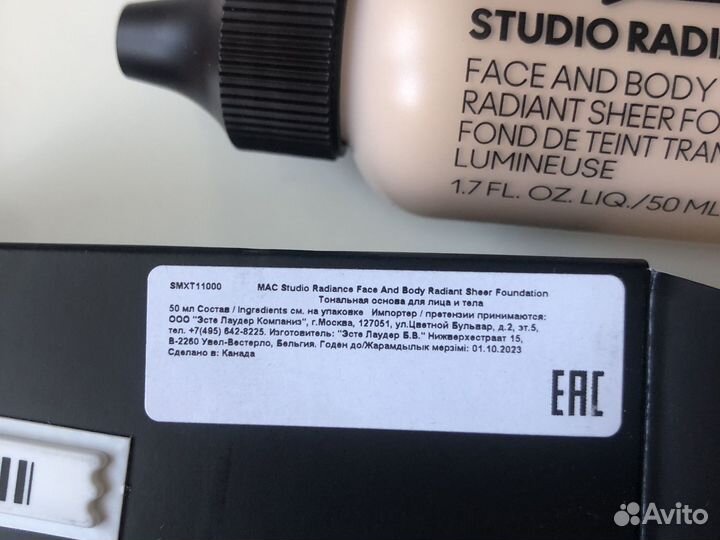 STUDIO RADIA
FACE AND BODY
RADIANT SHEER FO
FOND DE TEINT TRAN
LUMINEUSE
1.7 FL. OZ. LIQ./50 ML
SMXT11000 MAC Studio Radiance Face And Body Radiant Sheer Foundation
Тональная основа для лица и тела
50 мл Состав / Ingredients см. на упаковке Импортер / претензии принимаются:
ООО "Эсте Лаудер Компаниз", г.Москва, 127051, ул.Цветной Бульвар, д.2, эт.5,
тел. +7(495) 642-8225. Изготовитель: "Эсте Лаудер Б.В." Нижверхестраат 15,
B-2260 Увел-Вестерло, Бельгия. Годен до/Жарамдылык мерзімі: 01.10.2023
Сделано в: Канада
EAC
Avito